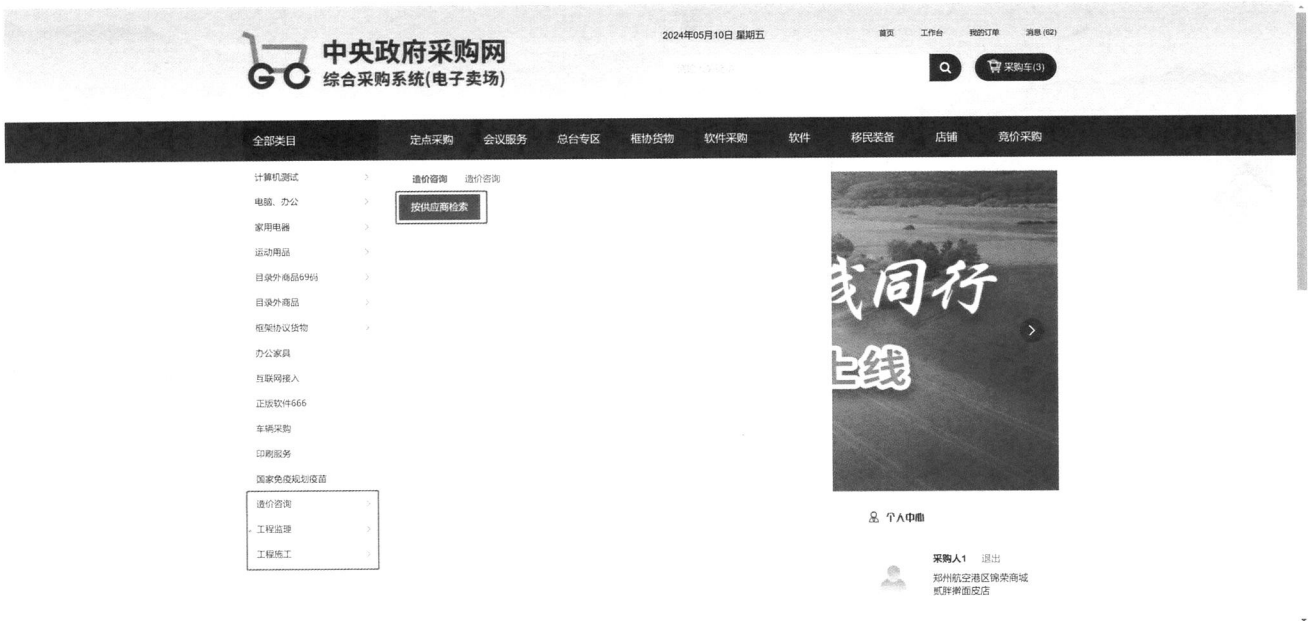 2024年05月10日 星期五
首页 工作台 我的订单 消息(62)
中央政府采购网
综合采购系统(电子卖场)
采购车(3)
全部类目 定点采购 会议服务 总台专区 框协货物 软件采购 软件 移民装备 店铺 竞价采购
计算机测试
电脑、办公
家用电器
运动用品
目录外商品69码
目录外商品
框架协议货物
办公家具
互联网接入
正版软件666
车辆采购
印刷服务
国家免疫规划疫苗
造价咨询
工程监理
工程施工
造价咨询 造价咨询
按供应商检索
我同行
上线
个人中心
采购人1 退出
郑州航空港区锦荣商城
贰胖擀面皮店